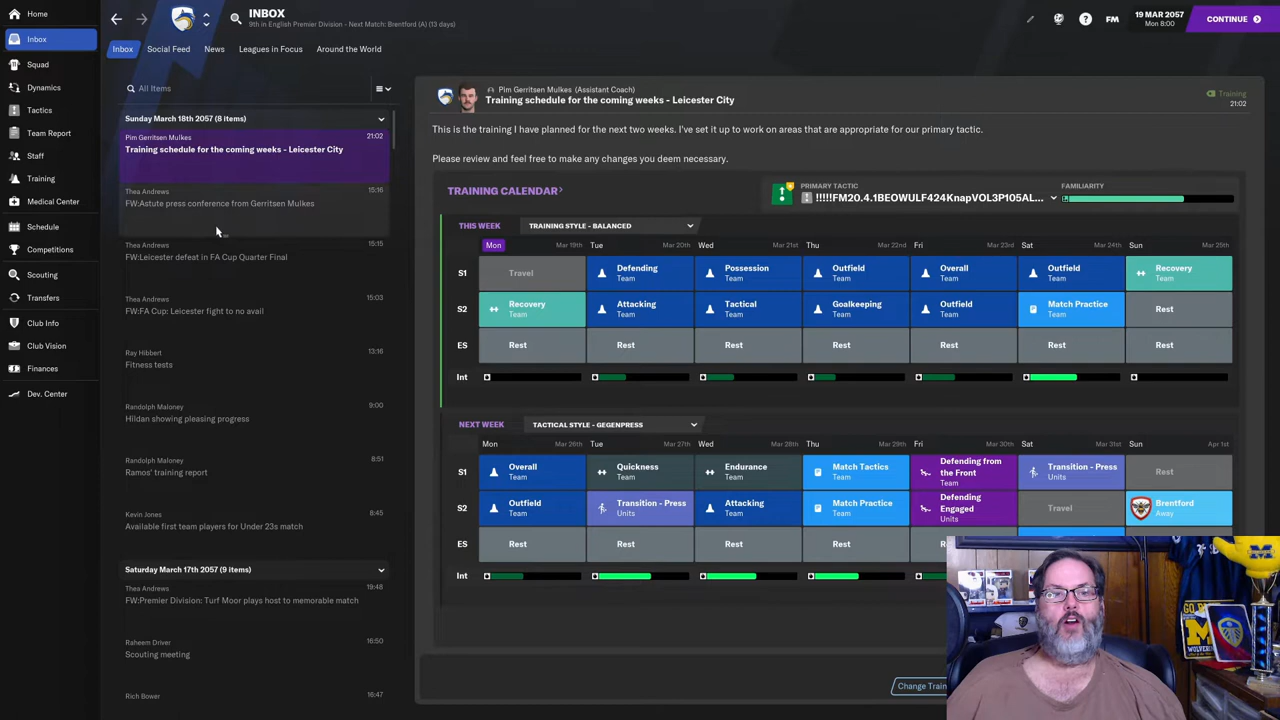 Home
Inbox
Squad
Dynamics
Tactics
Team Report
Staff
Training
Medical Center
Schedule
Competitions
Scouting
Transfers
Club Info
Club Vision
Finances
Dev. Center
INBOX
9th in English Premier Division - Next Match: Brentford (A) (13 days)
FM
19 MAR 2057
Mon 8:00
CONTINUE
Inbox
Social Feed
News
Leagues in Focus
Around the World
All Items
Sunday March 18th 2057 (8 items)
Pim Gerritsen Mulkes 21:02
Training schedule for the coming weeks - Leicester City
Thea Andrews 15:16
FW:Astute press conference from Gerritsen Mulkes
Thea Andrews 15:15
FW:Leicester defeat in FA Cup Quarter Final
Thea Andrews 15:03
FW:FA Cup: Leicester fight to no avail
Ray Hibbert 13:16
Fitness tests
Randolph Maloney 9:00
Hildan showing pleasing progress
Randolph Maloney 8:51
Ramos' training report
Kevin Jones 8:45
Available first team players for Under 23s match
Saturday March 17th 2057 (9 items)
Thea Andrews 19:48
FW:Premier Division: Turf Moor plays host to memorable match
Raheem Driver 16:50
Scouting meeting
Rich Bower 16:47
Pim Gerritsen Mulkes (Assistant Coach)
Training schedule for the coming weeks - Leicester City
Training
21:02
This is the training I have planned for the next two weeks. I've set it up to work on areas that are appropriate for our primary tactic.
Please review and feel free to make any changes you deem necessary.
TRAINING CALENDAR
PRIMARY TACTIC
!!!!!FM20.4.1BEOWULF424KnapVOL3P105AL...
FAMILIARITY
THIS WEEK
TRAINING STYLE - BALANCED
Mon Mar 19th Tue Mar 20th Wed Mar 21st Thu Mar 22nd Fri Mar 23rd Sat Mar 24th Sun Mar 25th
S1 Travel Defending Team Possession Team Outfield Team Overall Team Outfield Team Recovery Team
S2 Recovery Team Attacking Team Tactical Team Goalkeeping Team Outfield Team Match Practice Team Rest
ES Rest Rest Rest Rest Rest Rest Rest
Int
NEXT WEEK
TACTICAL STYLE - GEGENPRESS
Mon Mar 26th Tue Mar 27th Wed Mar 28th Thu Mar 29th Fri Mar 30th Sat Mar 31st Sun Apr 1st
S1 Overall Team Quickness Team Endurance Team Match Tactics Team Defending from the Front Team Transition - Press Units Rest
S2 Outfield Team Transition - Press Units Attacking Team Match Practice Team Defending Engaged Units Travel Brentford Away
ES Rest Rest Rest Rest
Int
Change Train